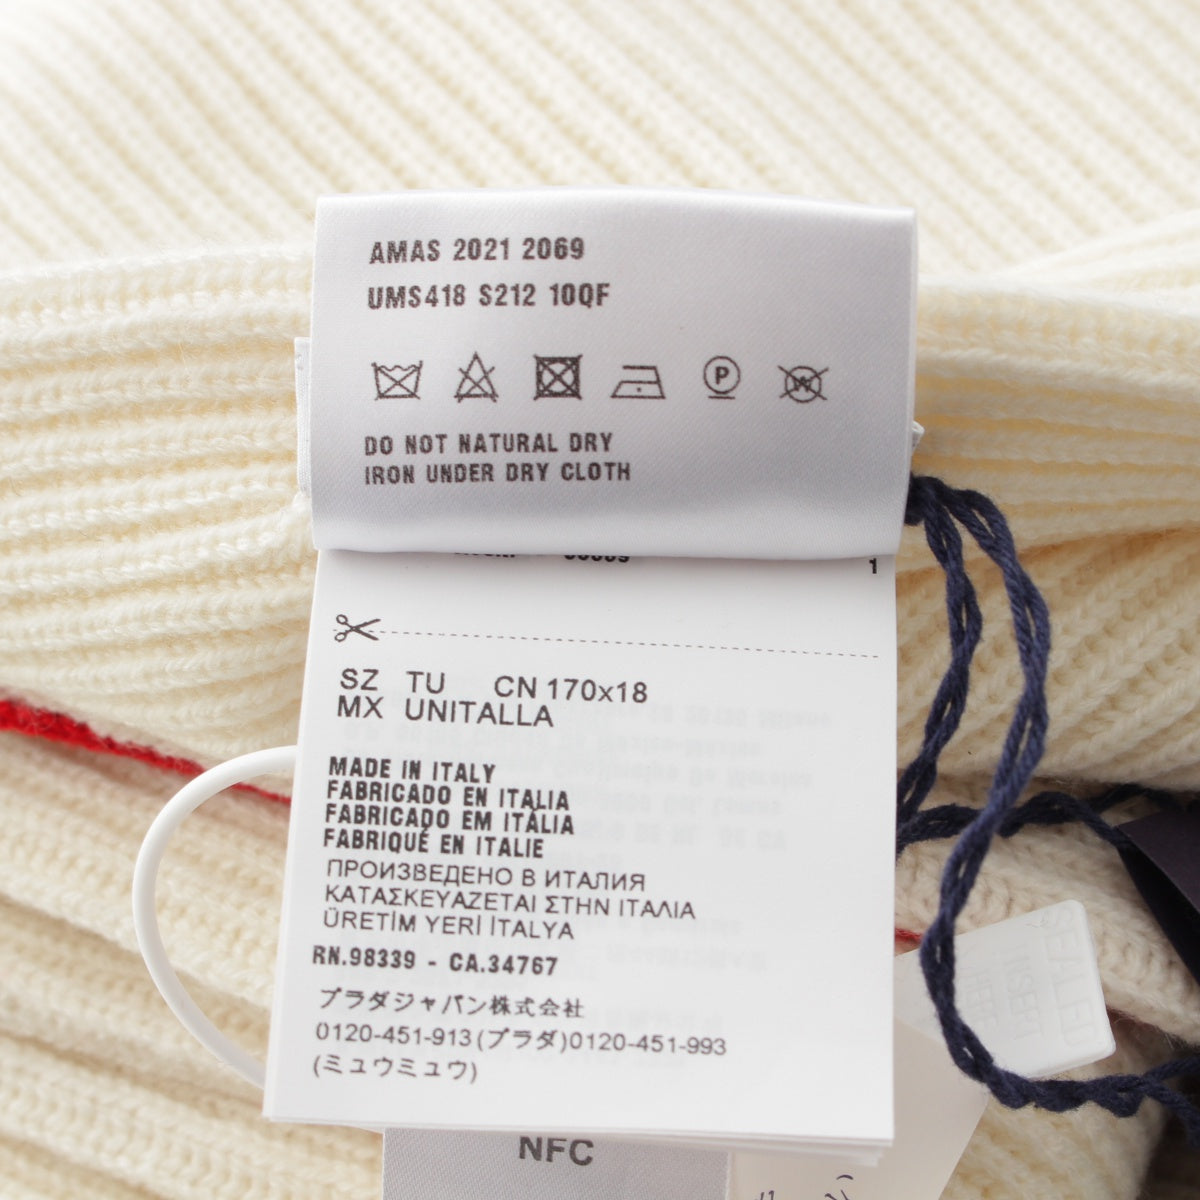 AMAS 2021 2069
UMS418 S212 10QF
P
W
DO NOT NATURAL DRY
IRON UNDER DRY CLOTH
1
SZ TU CN 170x18
MX UNITALLA
MADE IN ITALY
FABRICADO EN ITALIA
FABRICADO EM ITÁLIA
FABRIQUÉ EN ITALIE
ПРОИЗВЕДЕНО В ИТАЛИЯ
ΚΑΤΑΣΚΕΥΑΖΕΤΑΙ ΣΤΗΝ ΙΤΑΛΙΑ
ÜRETİM YERİ İTALYA
RN.98339 - CA.34767
プラダジャパン株式会社
0120-451-913(プラダ)0120-451-993
(ミュウミュウ)
SEALED
NFC